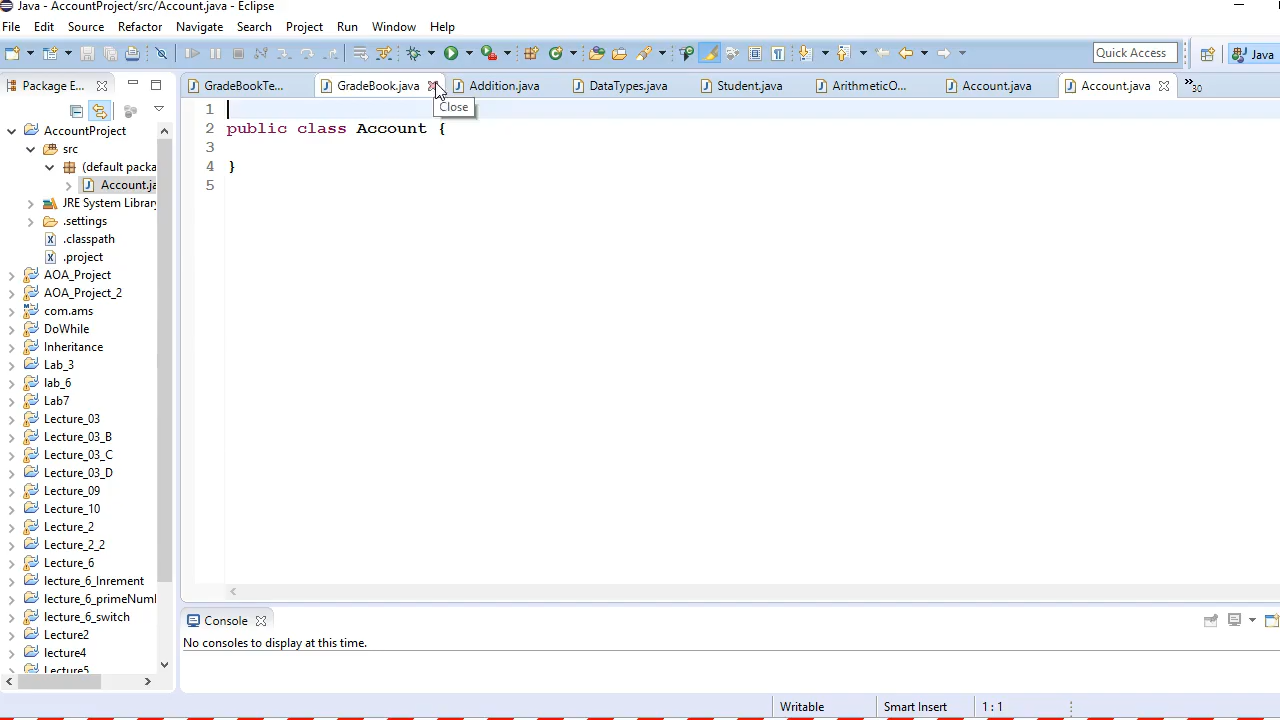 Java - AccountProject/src/Account.java - Eclipse
File Edit Source Refactor Navigate Search Project Run Window Help
Quick Access
Java
Package E...
GradeBookTe...
GradeBook.java
Addition.java
DataTypes.java
Student.java
ArithmeticO...
Account.java
Account.java
»30
Close
1
2 public class Account {
3
4 }
5
AccountProject
src
(default packa
Account.ja
JRE System Library
.settings
.classpath
.project
AOA_Project
AOA_Project_2
com.ams
DoWhile
Inheritance
Lab_3
lab_6
Lab7
Lecture_03
Lecture_03_B
Lecture_03_C
Lecture_03_D
Lecture_09
Lecture_10
Lecture_2
Lecture_2_2
Lecture_6
lecture_6_Inrement
lecture_6_primeNuml
lecture_6_switch
Lecture2
lecture4
Lecture5
Console
No consoles to display at this time.
Writable
Smart Insert
1 : 1